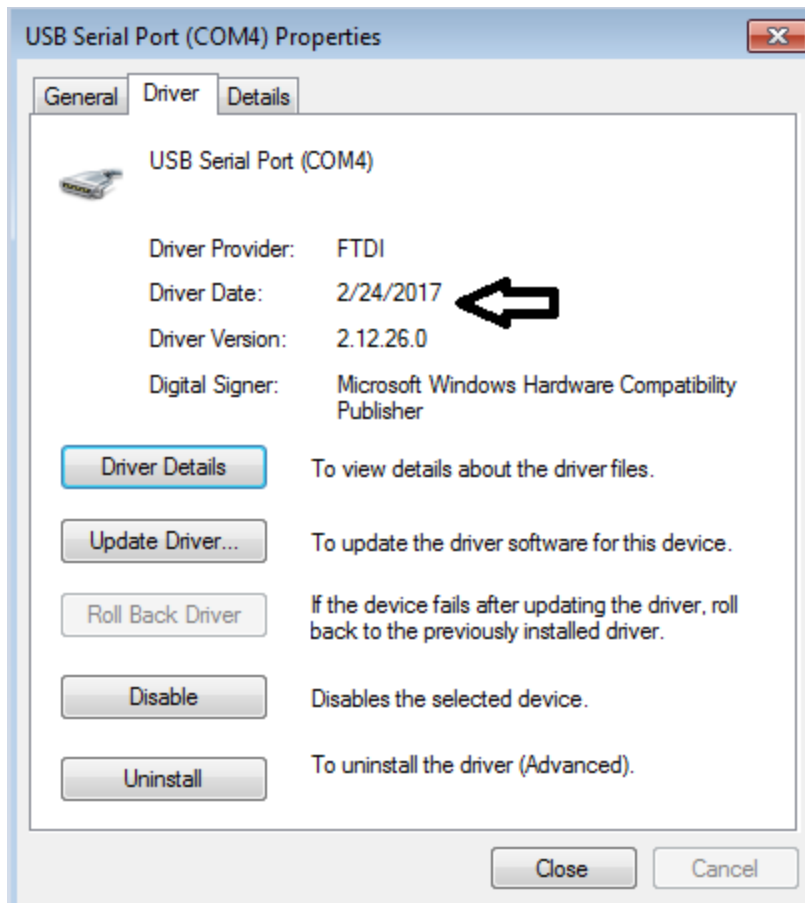 USB Serial Port (COM4) Properties
General Driver Details
USB Serial Port (COM4)
Driver Provider: FTDI
Driver Date: 2/24/2017
Driver Version: 2.12.26.0
Digital Signer: Microsoft Windows Hardware Compatibility
Publisher
Driver Details To view details about the driver files.
Update Driver... To update the driver software for this device.
Roll Back Driver If the device fails after updating the driver, roll
back to the previously installed driver.
Disable Disables the selected device.
Uninstall To uninstall the driver (Advanced).
Close Cancel